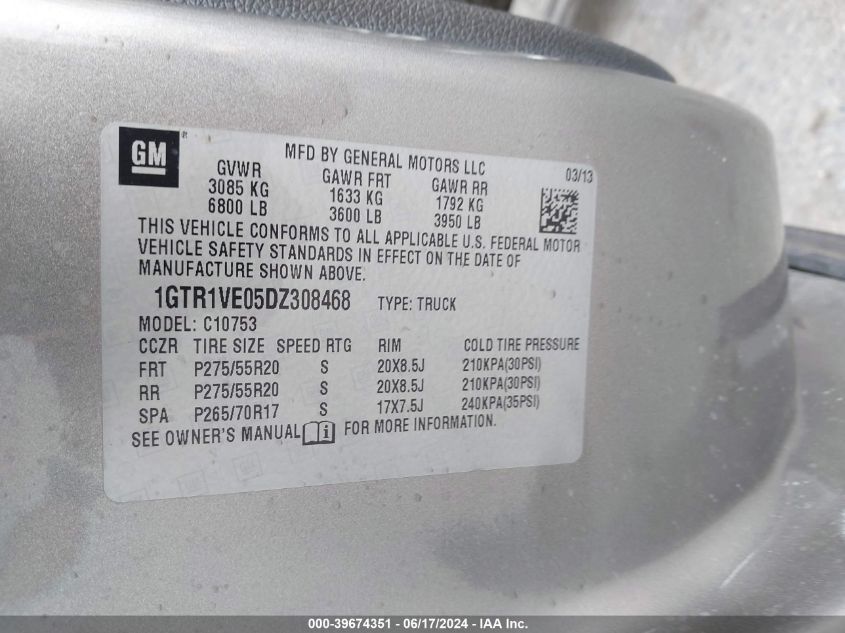 GM
MFD BY GENERAL MOTORS LLC
03/13
GVWR GAWR FRT GAWR RR
3085 KG 1633 KG 1792 KG
6800 LB 3600 LB 3950 LB
THIS VEHICLE CONFORMS TO ALL APPLICABLE U.S. FEDERAL MOTOR
VEHICLE SAFETY STANDARDS IN EFFECT ON THE DATE OF
MANUFACTURE SHOWN ABOVE.
1GTR1VE05DZ308468 TYPE: TRUCK
MODEL: C10753
CCZR TIRE SIZE SPEED RTG RIM COLD TIRE PRESSURE
FRT P275/55R20 S 20X8.5J 210KPA(30PSI)
RR P275/55R20 S 20X8.5J 210KPA(30PSI)
SPA P265/70R17 S 17X7.5J 240KPA(35PSI)
SEE OWNER'S MANUAL i FOR MORE INFORMATION.
000-39674351 - 06/17/2024 - IAA Inc.